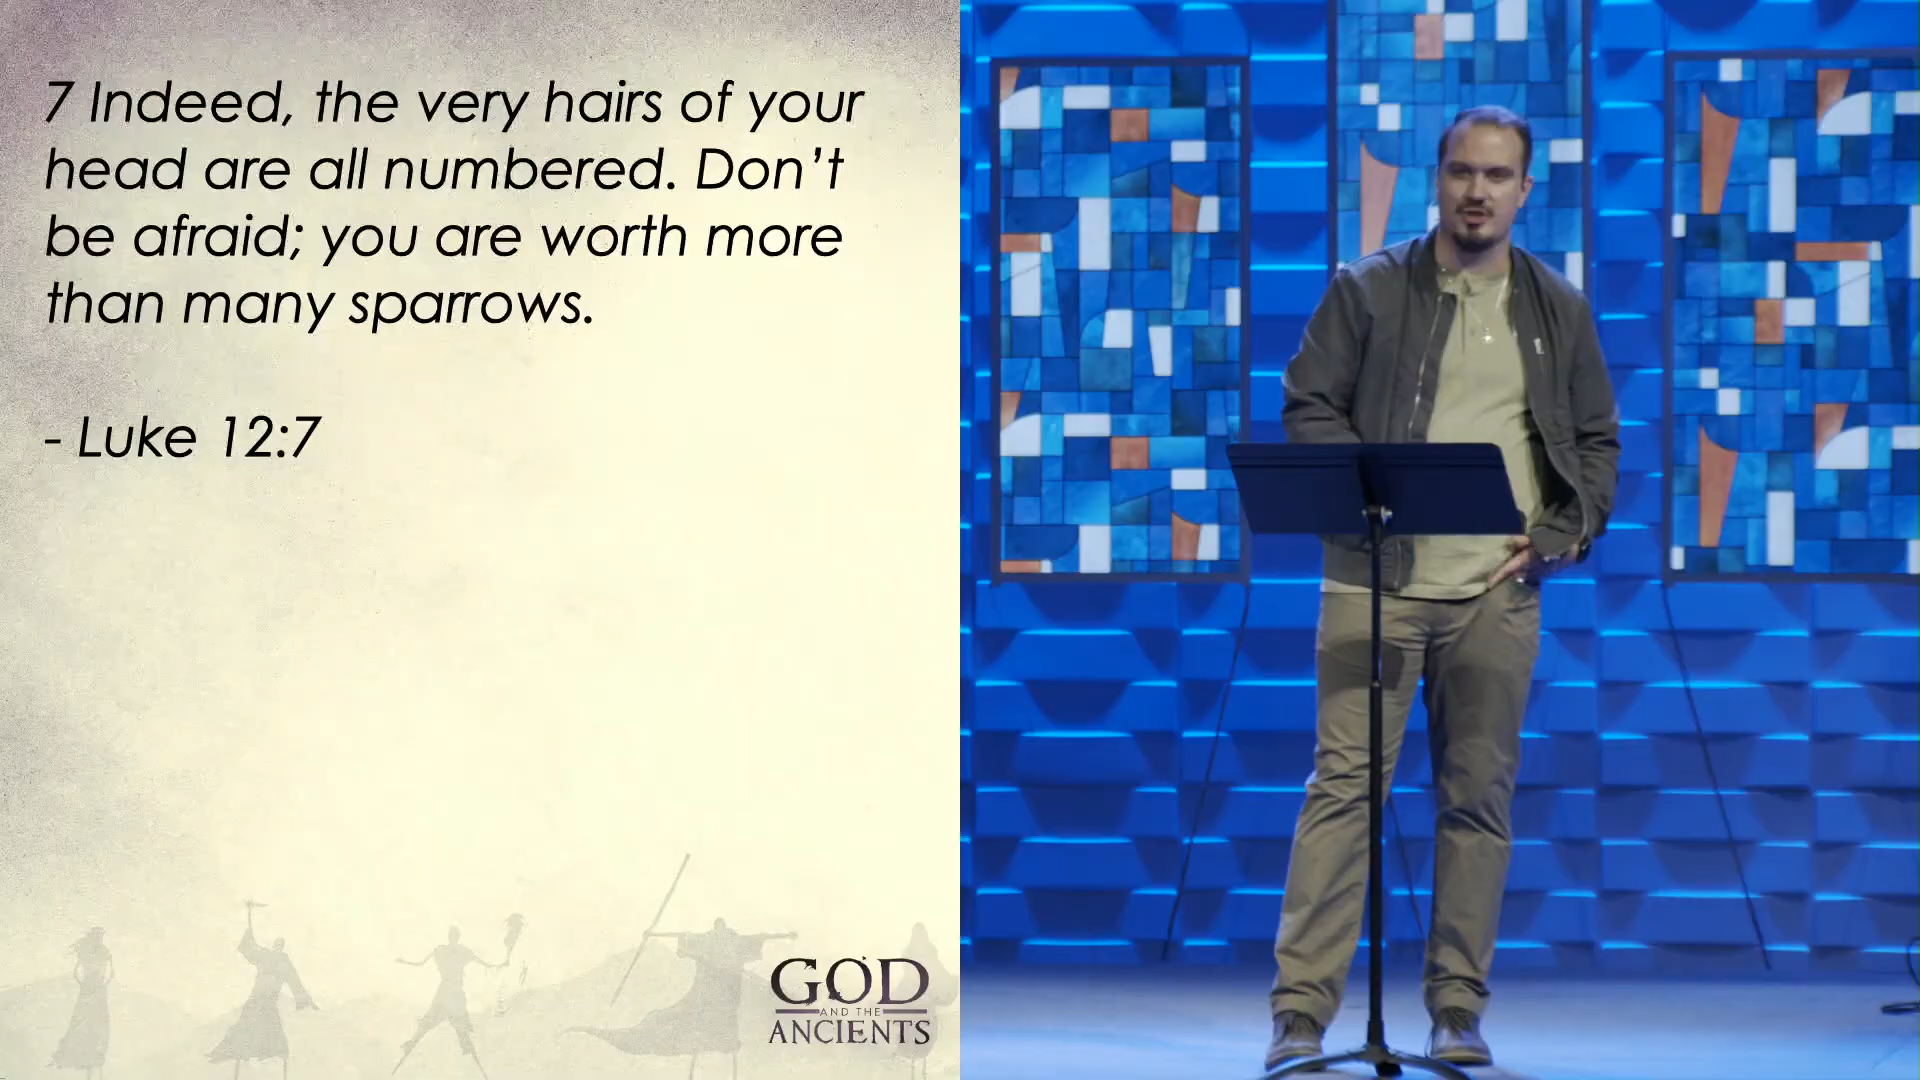 7 Indeed, the very hairs of your
head are all numbered. Don’t
be afraid; you are worth more
than many sparrows.
- Luke 12:7
GOD
AND THE
ANCIENTS